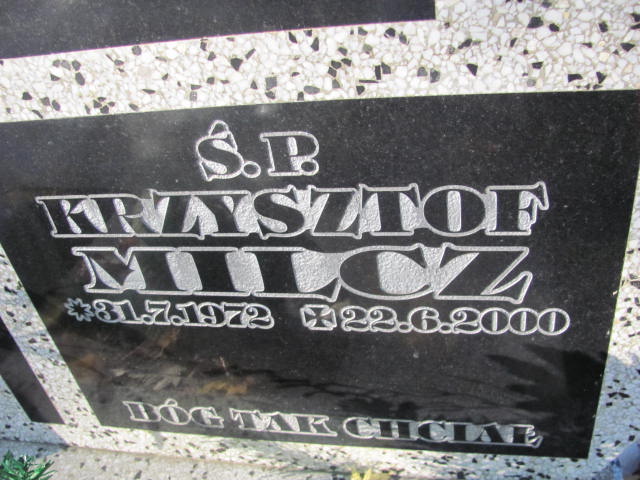 Ś.P.
KRZYSZTOF
MILCZ
*31.7.1972 ✠22.6.2000
BÓG TAK CHCIAŁ